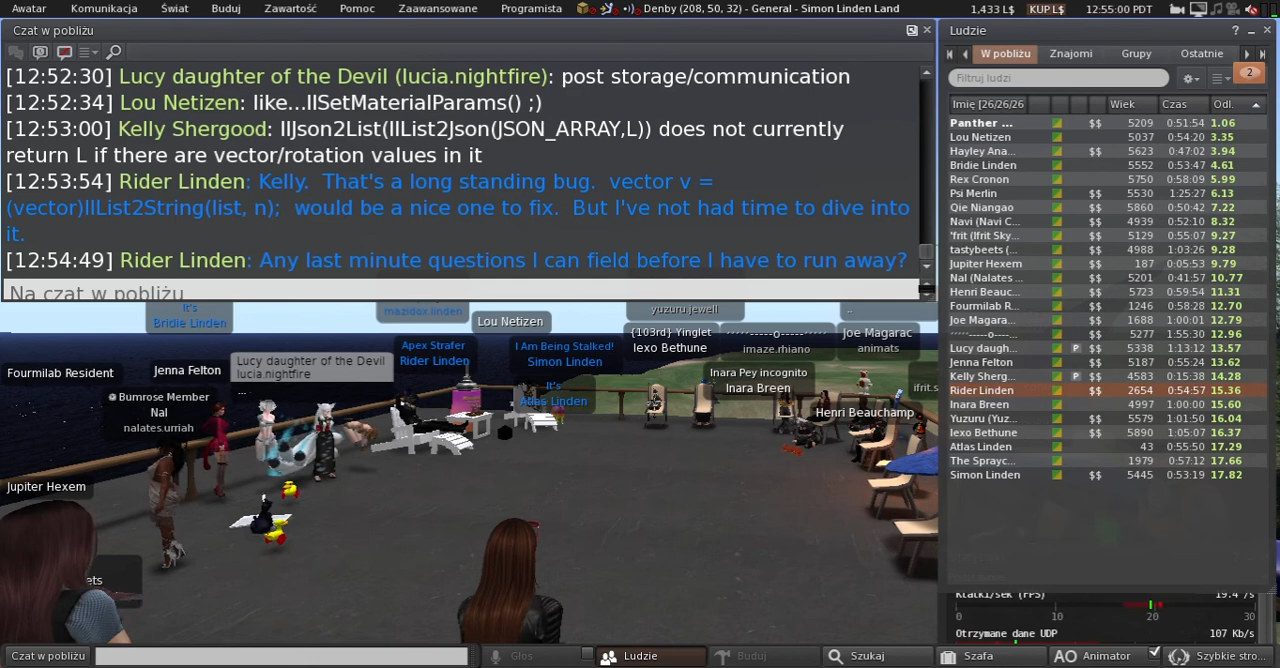 Awatar Komunikacja Świat Buduj Zawartość Pomoc Zaawansowane Programista Denby (208, 50, 32) - General - Simon Linden Land 1,433 L$ KUP L$ 12:55:00 PDT
Czat w pobliżu
[12:52:30] Lucy daughter of the Devil (lucia.nightfire): post storage/communication
[12:52:34] Lou Netizen: like...llSetMaterialParams() ;)
[12:53:00] Kelly Shergood: llJson2List(llList2Json(JSON_ARRAY,L)) does not currently
return L if there are vector/rotation values in it
[12:53:54] Rider Linden: Kelly. That's a long standing bug. vector v =
(vector)llList2String(list, n); would be a nice one to fix. But I've not had time to dive into
it.
[12:54:49] Rider Linden: Any last minute questions I can field before I have to run away?
Na czat w pobliżu
It's
Bridie Linden
mazidox linden
Lou Netizen
yuzuru.jewell
..
{103rd} Yinglet
Iexo Bethune
-----o-----
imaze.rhiano
Joe Magarac
animats
Apex Strafer
Rider Linden
I Am Being Stalked!
Simon Linden
Fourmilab Resident
Jenna Felton
Lucy daughter of the Devil
lucia.nightfire
...
Inara Pey incognito
Inara Breen
It's
Atlas Linden
ifrit.s
Bumrose Member
Nal
nalates.urriah
Henri Beauchamp
Jupiter Hexem
ets
Ludzie
W pobliżu Znajomi Grupy Ostatnie
Filtruj ludzi 2
Imię [26/26/26 Wiek Czas Odl.
Panther ... $$ 5209 0:51:54 1.06
Lou Netizen 5037 0:54:20 3.35
Hayley Ana... $$ 5623 0:47:02 3.94
Bridie Linden 5552 0:53:47 4.61
Rex Cronon 5750 0:58:09 5.99
Psi Merlin $$ 5530 1:25:27 6.13
Qie Niangao $$ 5860 0:50:42 7.22
Navi (Navi C... $$ 4939 0:52:10 8.32
'frit (Ifrit Sky... $$ 5129 0:55:07 9.27
tastybeets (... $$ 4988 1:03:26 9.28
Jupiter Hexem 187 0:05:53 9.79
Nal (Nalates ... $$ 5201 0:41:57 10.77
Henri Beauc... $$ 5723 0:59:54 11.31
Fourmilab R... $$ 1246 0:58:28 12.70
Joe Magara... $$ 1688 1:00:01 12.79
-----o----... $$ 5277 1:55:30 12.96
Lucy daugh... P $$ 5338 1:13:12 13.57
Jenna Felton $$ 5187 0:55:24 13.62
Kelly Sherg... P $$ 4583 0:15:38 14.28
Rider Linden $$ 2654 0:54:57 15.36
Inara Breen 4997 1:00:00 15.60
Yuzuru (Yuz... $$ 5579 1:01:50 16.04
Iexo Bethune $$ 5890 1:05:07 16.37
Atlas Linden 43 0:55:50 17.29
The Sprayc... 1979 0:57:12 17.66
Simon Linden $$ 5445 0:53:19 17.82
Klatki/sek (FPS) 19.4 /s
0 10 20 30
Otrzymane dane UDP 107 Kb/s
Czat w pobliżu Głos Ludzie Buduj Szukaj Szafa AO Animator Szybkie stro...